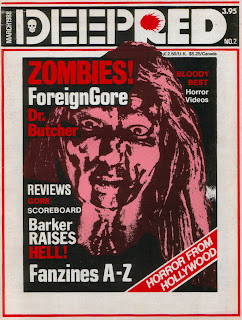 MARCH 1988
DEEP RED
3.95
NO.2
£2.50/U.K. $5.25/Canada
ZOMBIES!
ForeignGore
Dr.
Butcher
BLOODY
BEST
Horror
Videos
REVIEWS
GORE
SCOREBOARD
Barker
RAISES
HELL!
Fanzines A-Z
HORROR FROM
HOLLYWOOD